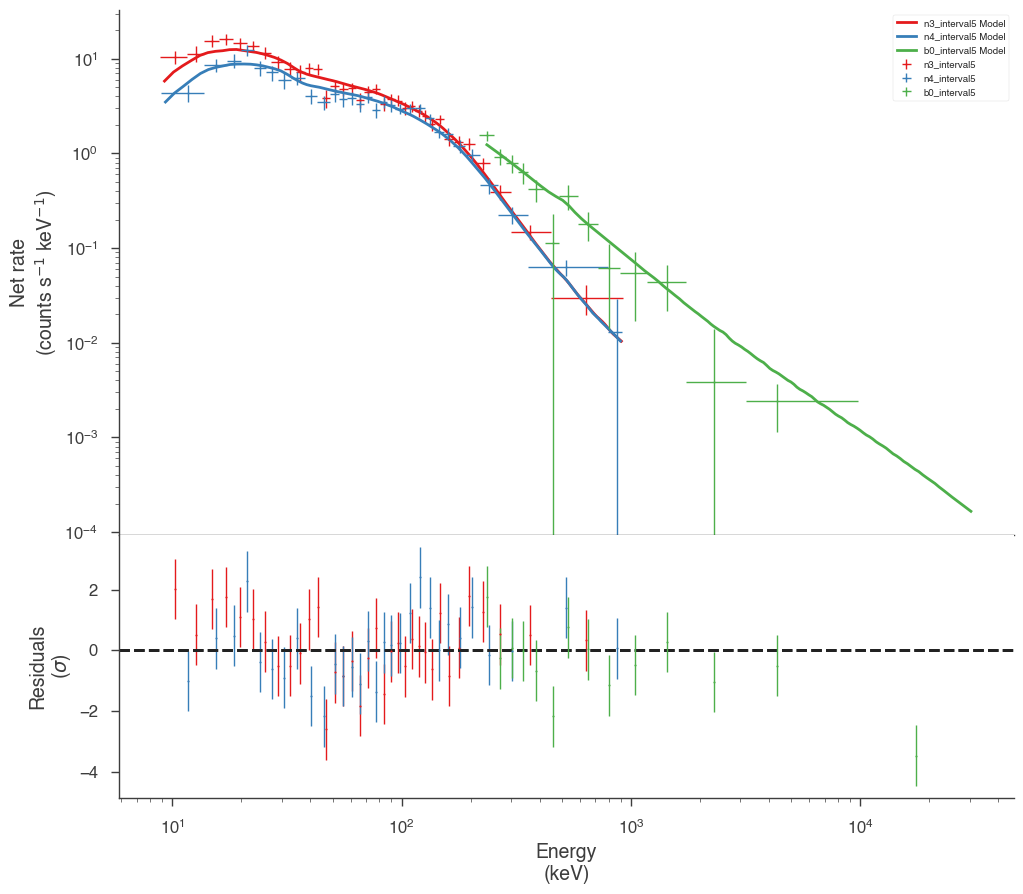 n3_interval5 Model
n4_interval5 Model
b0_interval5 Model
n3_interval5
n4_interval5
b0_interval5
10¹
10⁰
10⁻¹
10⁻²
10⁻³
10⁻⁴
Net rate
(counts s⁻¹ keV⁻¹)
2
0
−2
−4
Residuals
(σ)
10¹ 10² 10³ 10⁴
Energy
(keV)